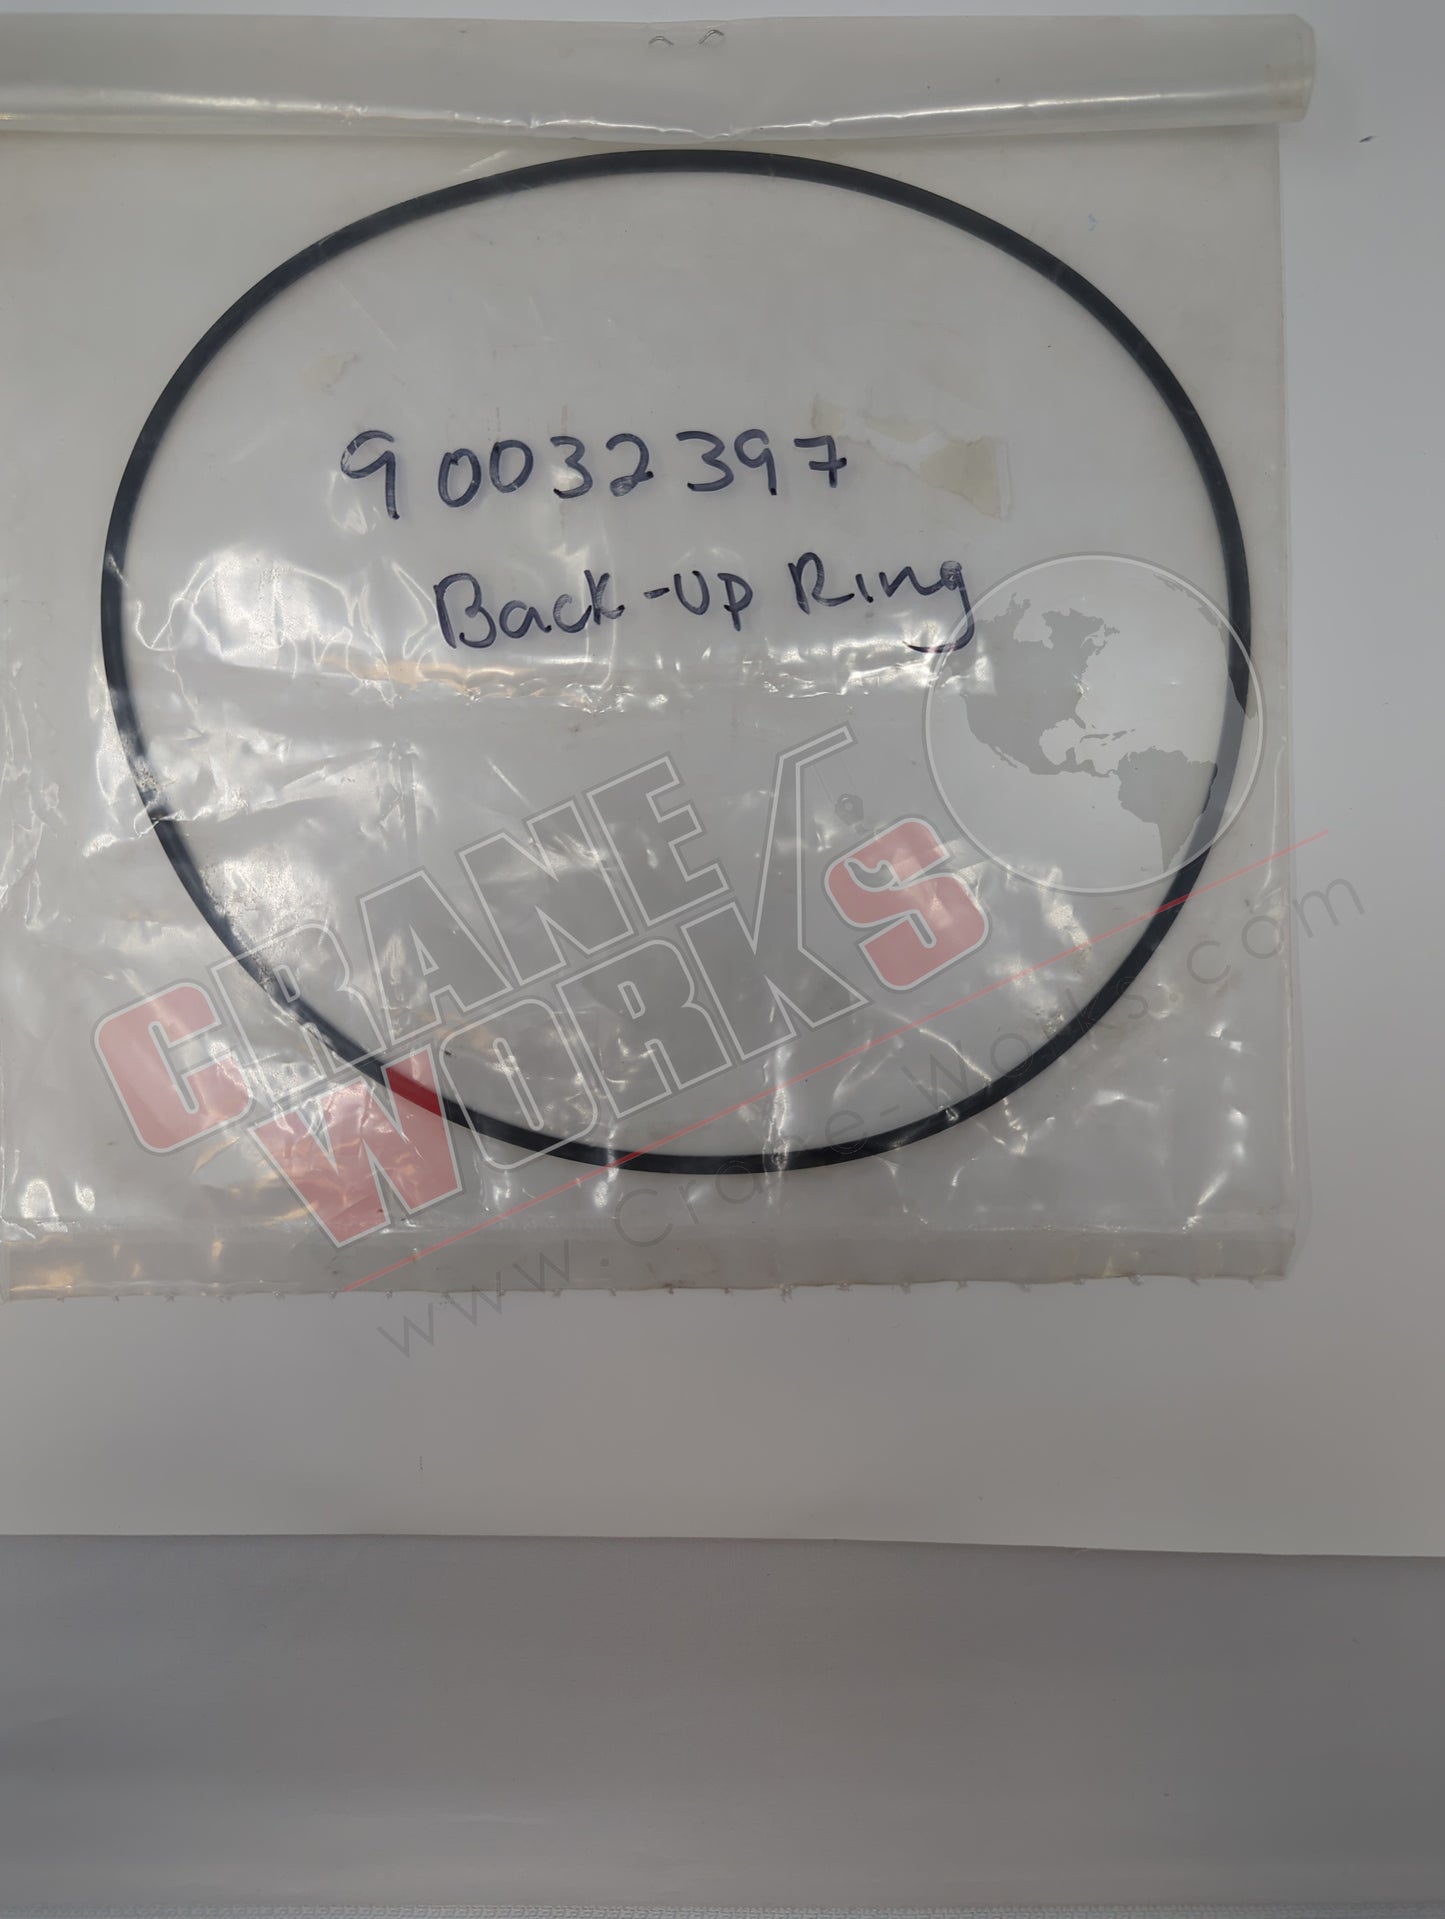 90032397
Back-up Ring
CRANE
WORKS
www.Crane-Works.com